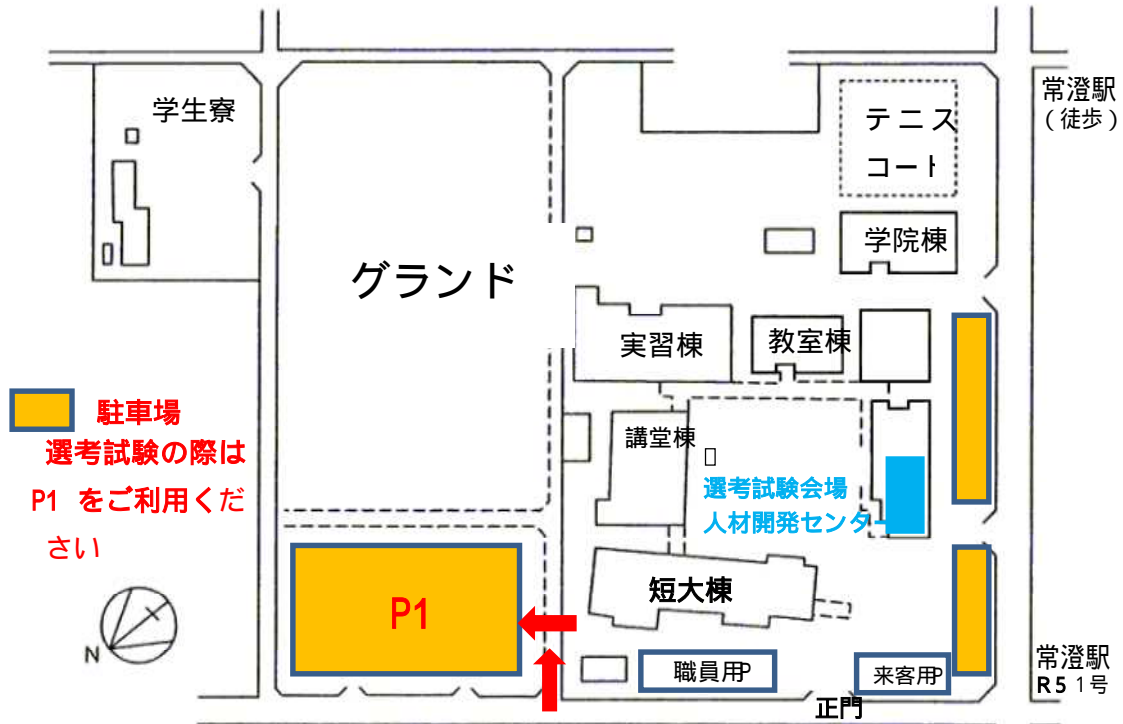 学生寮
常澄駅
(徒歩)
テニス
コート
学院棟
グランド
実習棟
教室棟
駐車場
選考試験の際は
P1 をご利用くだ
さい
講堂棟
選考試験会場
人材開発センター
P1
短大棟
N
職員用P
来客用P
正門
常澄駅
R51号